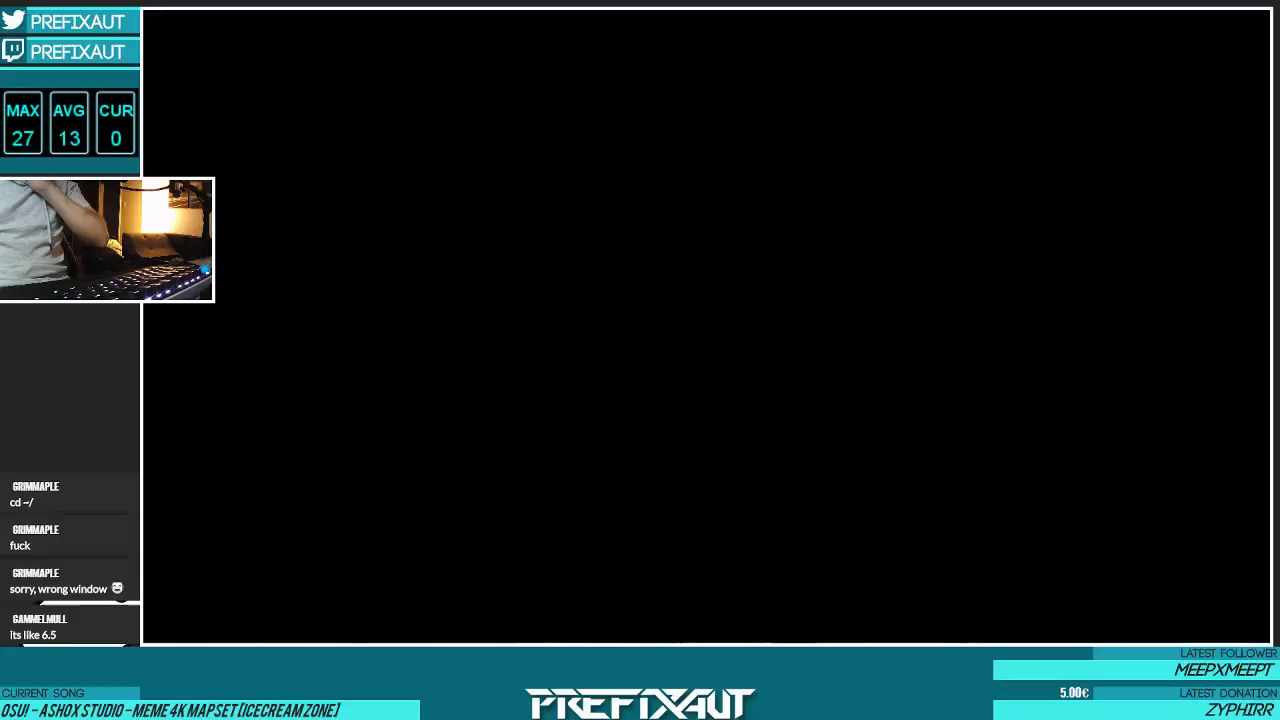 PREFIXAUT
PREFIXAUT
MAX AVG CUR
27 13 0
GRIMMAPLE
cd ~/
GRIMMAPLE
fuck
GRIMMAPLE
sorry, wrong window
GAMMELMULL
its like 6.5
LATEST FOLLOWER
MEEPXMEEPT
5.00€ LATEST DONATION
ZYPHIRR
CURRENT SONG
OSU! - ASHOX STUDIO - MEME 4K MAPSET [ICECREAM ZONE]
PREFIXAUT